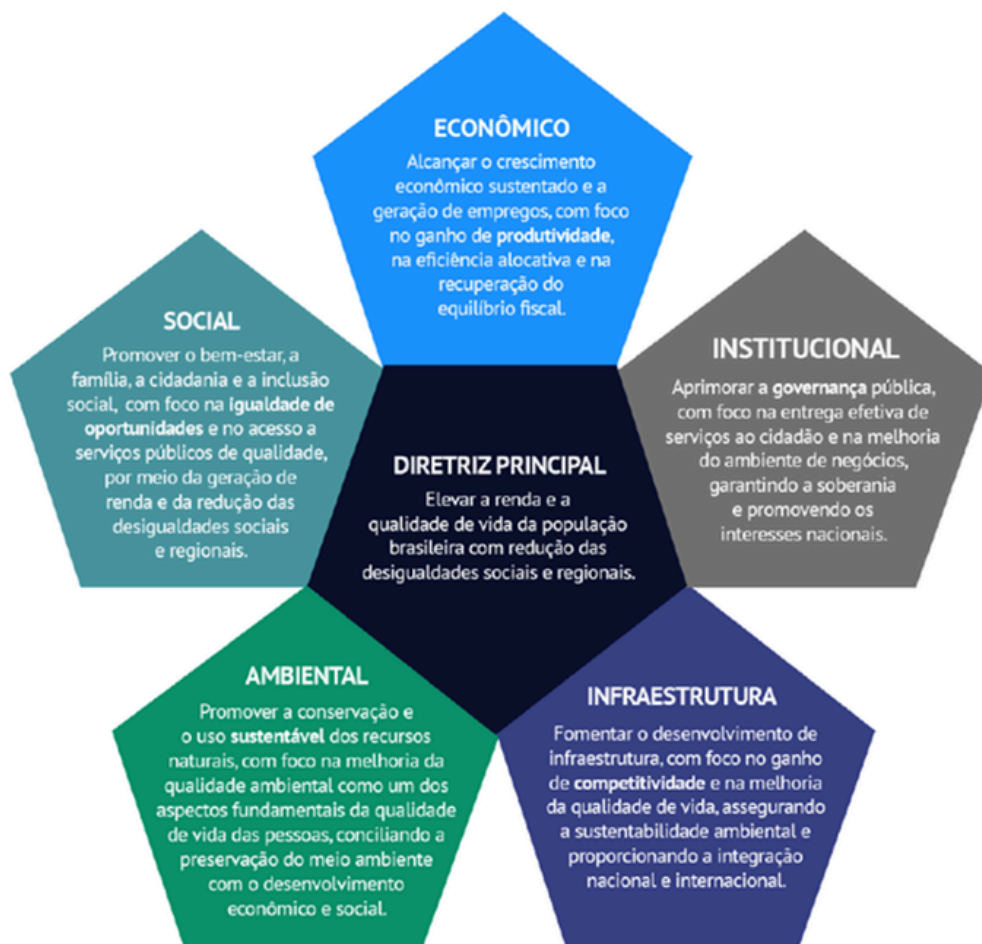 ECONÔMICO
Alcançar o crescimento
econômico sustentado e a
geração de empregos, com foco
no ganho de produtividade,
na eficiência alocativa e na
recuperação do
equilíbrio fiscal.
SOCIAL
Promover o bem-estar, a
família, a cidadania e a inclusão
social, com foco na igualdade de
oportunidades e no acesso a
serviços públicos de qualidade,
por meio da geração de
renda e da redução das
desigualdades sociais
e regionais.
INSTITUCIONAL
Aprimorar a governança pública,
com foco na entrega efetiva de
serviços ao cidadão e na melhoria
do ambiente de negócios,
garantindo a soberania
e promovendo os
interesses nacionais.
DIRETRIZ PRINCIPAL
Elevar a renda e a
qualidade de vida da população
brasileira com redução das
desigualdades sociais e regionais.
AMBIENTAL
Promover a conservação e
o uso sustentável dos recursos
naturais, com foco na melhoria da
qualidade ambiental como um dos
aspectos fundamentais da qualidade
de vida das pessoas, conciliando a
preservação do meio ambiente
com o desenvolvimento
econômico e social.
INFRAESTRUTURA
Fomentar o desenvolvimento de
infraestrutura, com foco no ganho
de competitividade e na melhoria
da qualidade de vida, assegurando
a sustentabilidade ambiental e
proporcionando a integração
nacional e internacional.